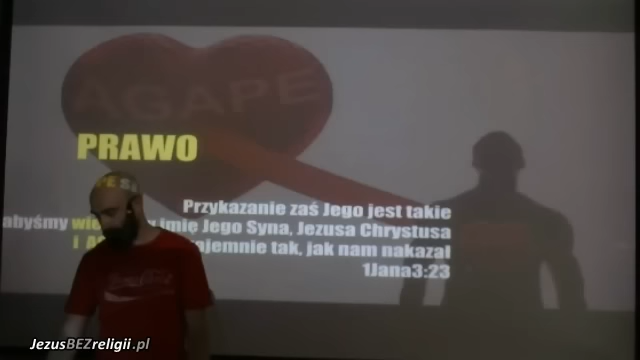 AGAPE
PRAWO
Przykazanie zaś Jego jest takie
abyśmy imię Jego Syna, Jezusa Chrystusa
i tak, jak nam nakazał
1Jana3:23
JezusBEZreligii.pl